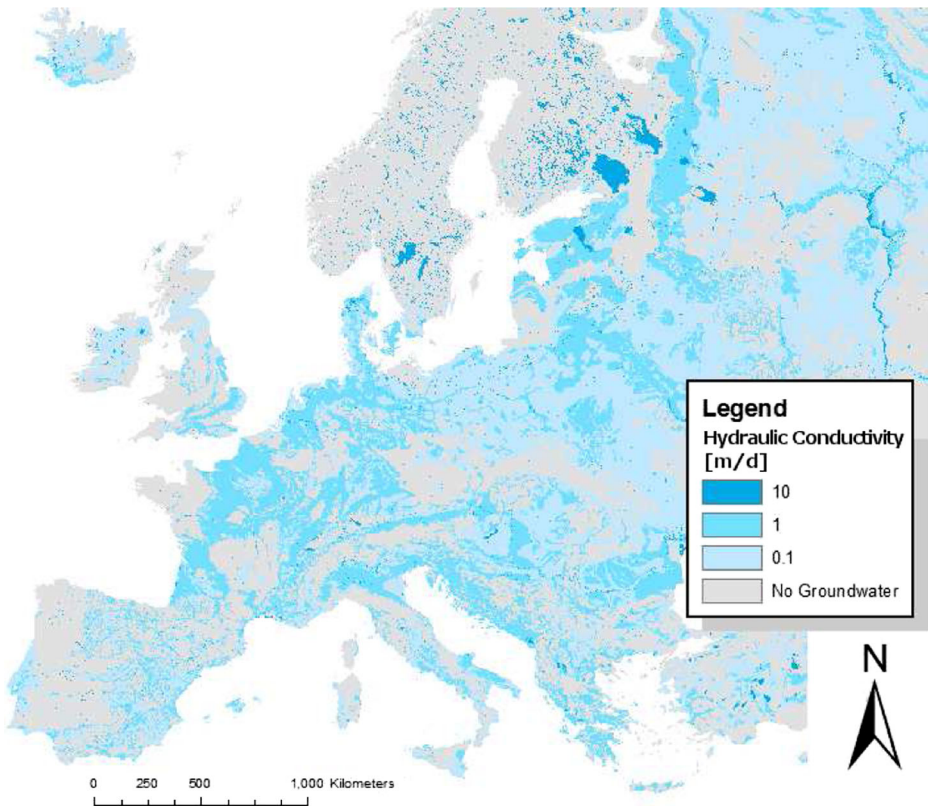 Legend
Hydraulic Conductivity
[m/d]
10
1
0.1
No Groundwater
N
0 250 500 1,000 Kilometers